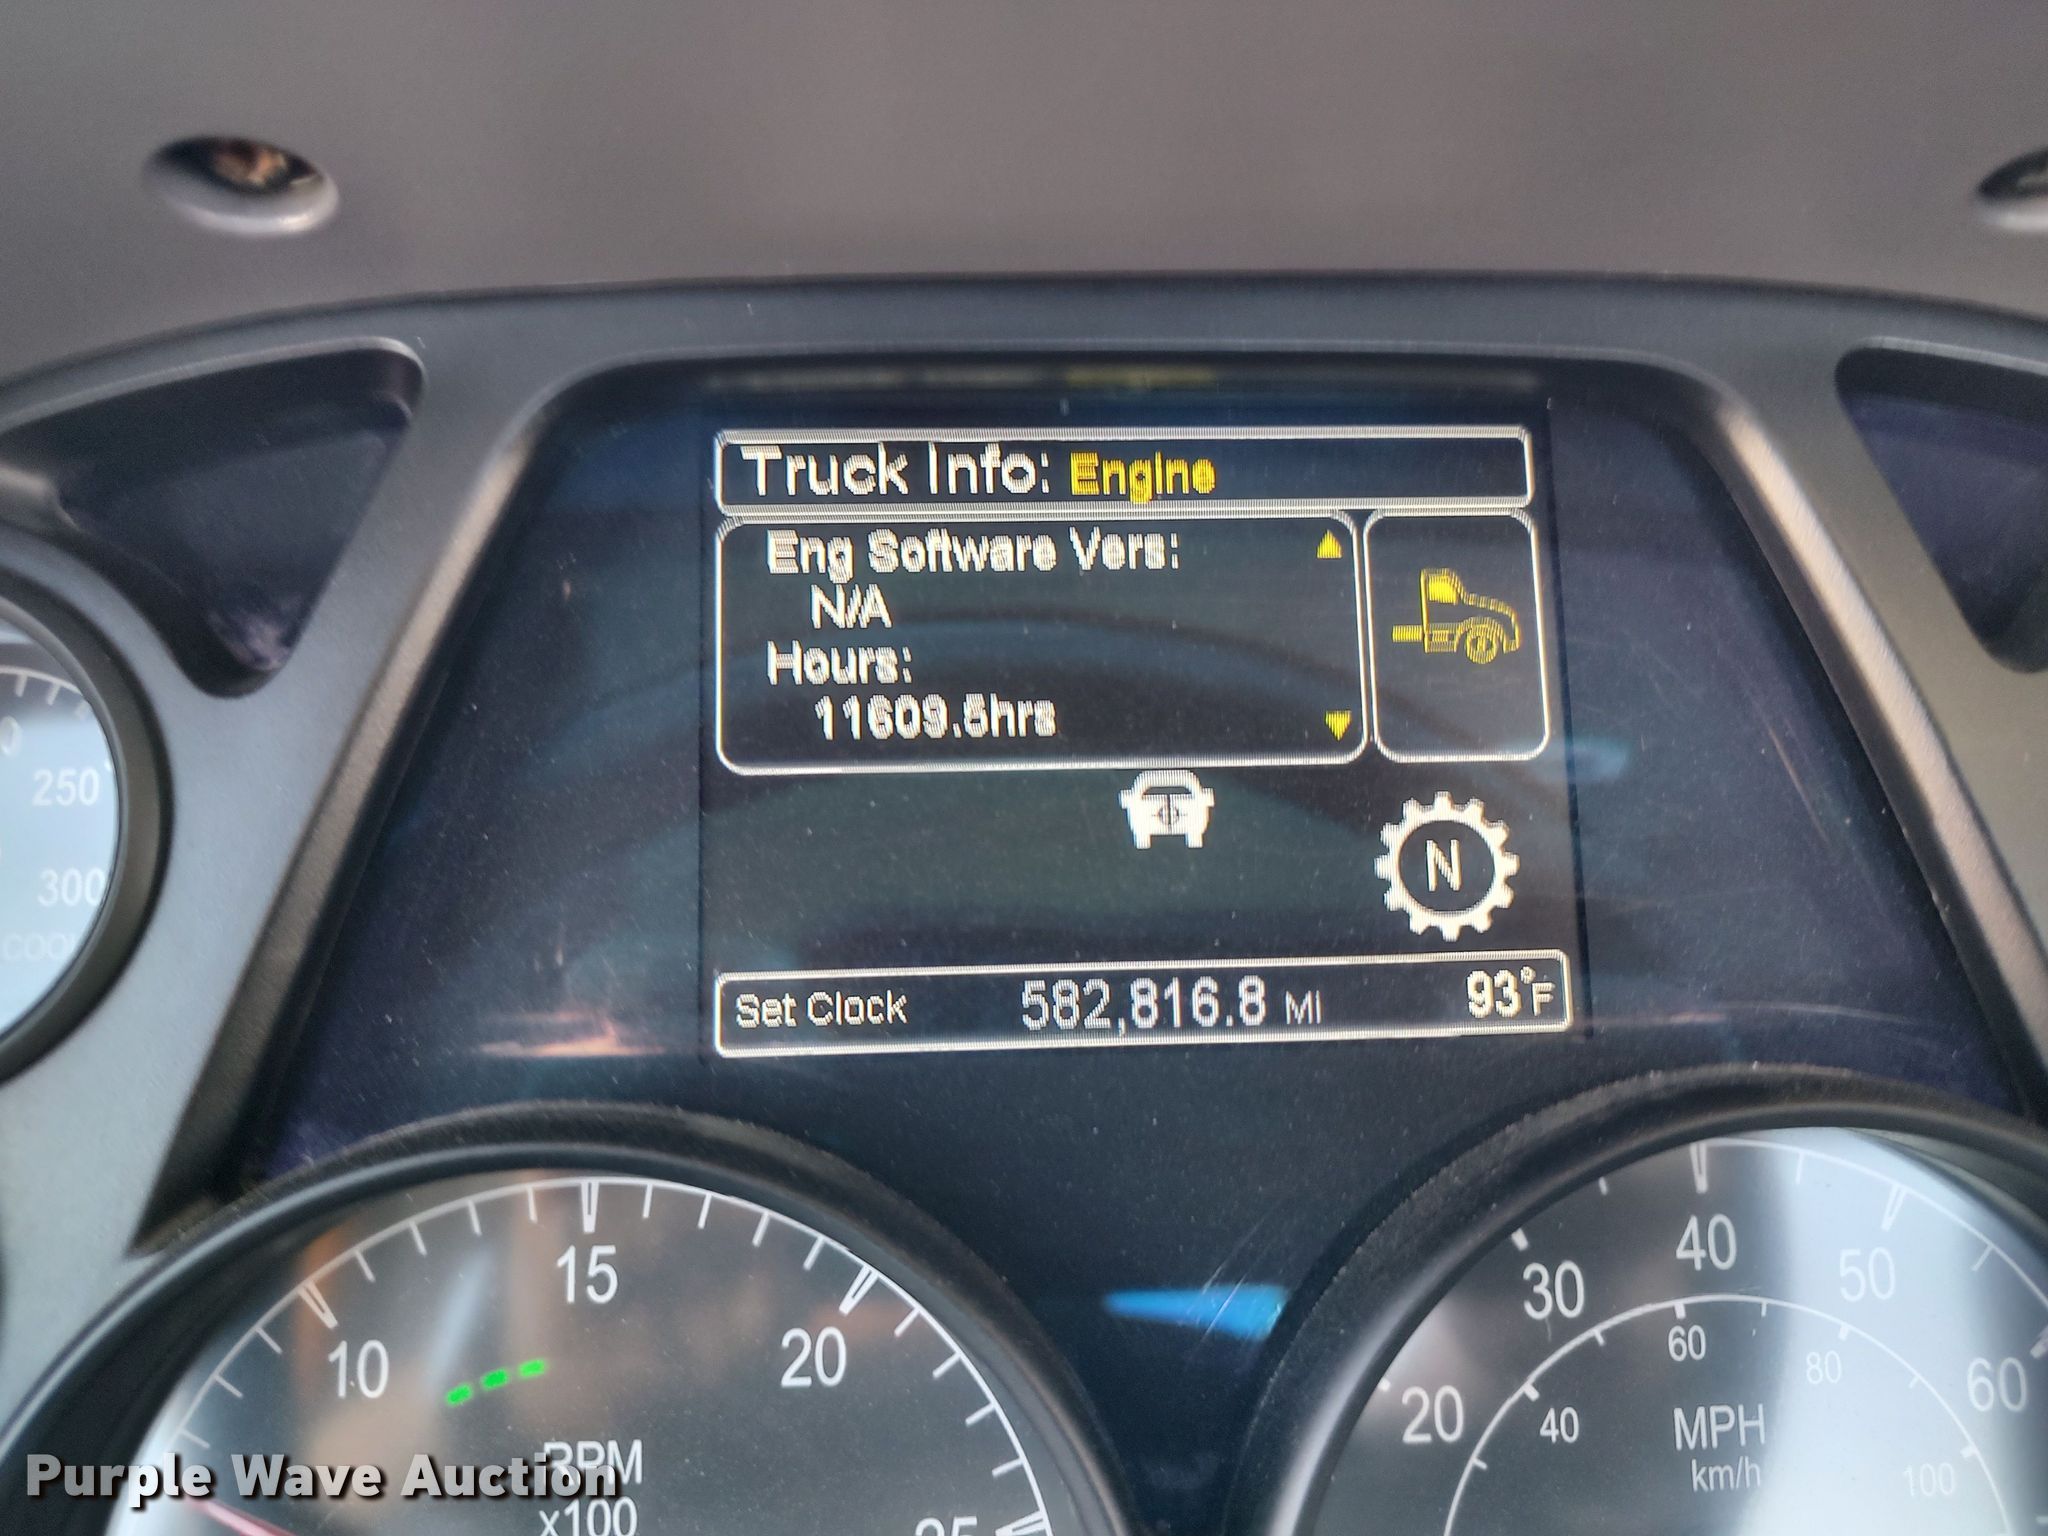 Truck Info: Engine
Eng Software Vers:
N/A
Hours:
11609.5hrs
N
Set Clock 582,816.8 MI 93°F
250
300
10
15
20
25
RPM
x100
20
30
40
50
60
40
60
80
100
MPH
km/h
Purple Wave Auction